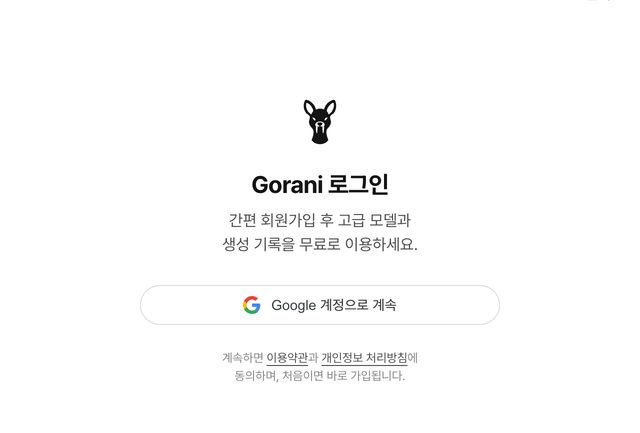 Gorani 로그인
간편 회원가입 후 고급 모델과
생성 기록을 무료로 이용하세요.
Google 계정으로 계속
계속하면 이용약관과 개인정보 처리방침에
동의하며, 처음이면 바로 가입됩니다.